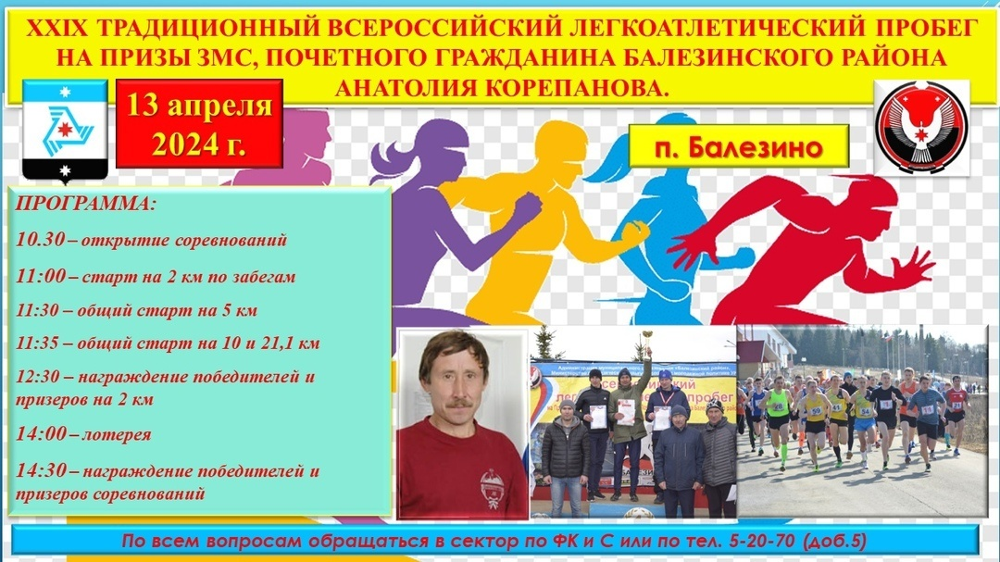 XXIX ТРАДИЦИОННЫЙ ВСЕРОССИЙСКИЙ ЛЕГКОАТЛЕТИЧЕСКИЙ ПРОБЕГ
НА ПРИЗЫ ЗМС, ПОЧЕТНОГО ГРАЖДАНИНА БАЛЕЗИНСКОГО РАЙОНА
АНАТОЛИЯ КОРЕПАНОВА.
13 апреля
2024 г.
п. Балезино
ПРОГРАММА:
10.30 – открытие соревнований
11:00 – старт на 2 км по забегам
11:30 – общий старт на 5 км
11:35 – общий старт на 10 и 21,1 км
12:30 – награждение победителей и
призеров на 2 км
14:00 – лотерея
14:30 – награждение победителей и
призеров соревнований
пробег
По всем вопросам обращаться в сектор по ФК и С или по тел. 5-20-70 (доб.5)